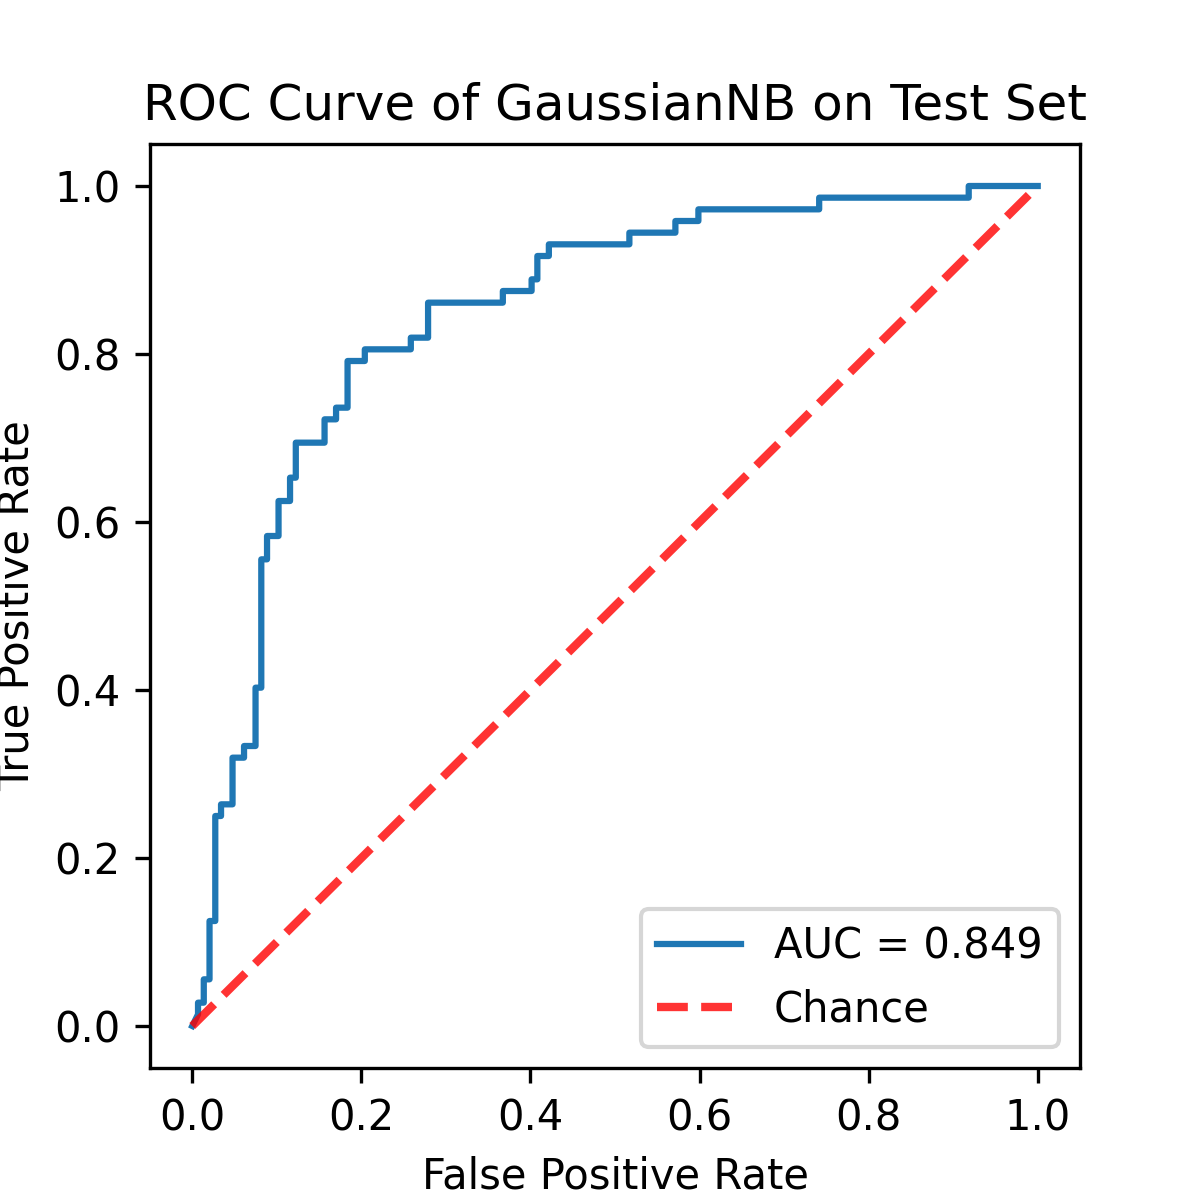 ROC Curve of GaussianNB on Test Set
True Positive Rate
1.0
0.8
0.6
0.4
0.2
0.0
AUC = 0.849
Chance
0.0 0.2 0.4 0.6 0.8 1.0
False Positive Rate